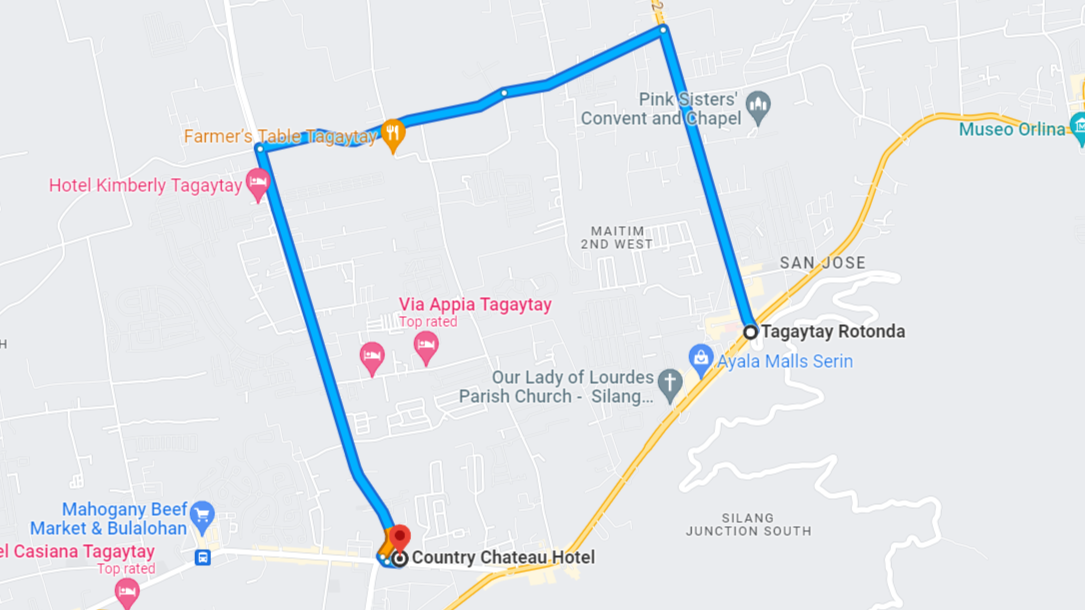 2
Pink Sisters'
Convent and Chapel
Museo Orlina
Farmer's Table Tagaytay
Hotel Kimberly Tagaytay
MAITIM
2ND WEST
SAN JOSE
Via Appia Tagaytay
Top rated
Tagaytay Rotonda
H
Ayala Malls Serin
Our Lady of Lourdes
Parish Church - Silang...
Mahogany Beef
Market & Bulalohan
SILANG
JUNCTION SOUTH
el Casiana Tagaytay
Top rated
Country Chateau Hotel